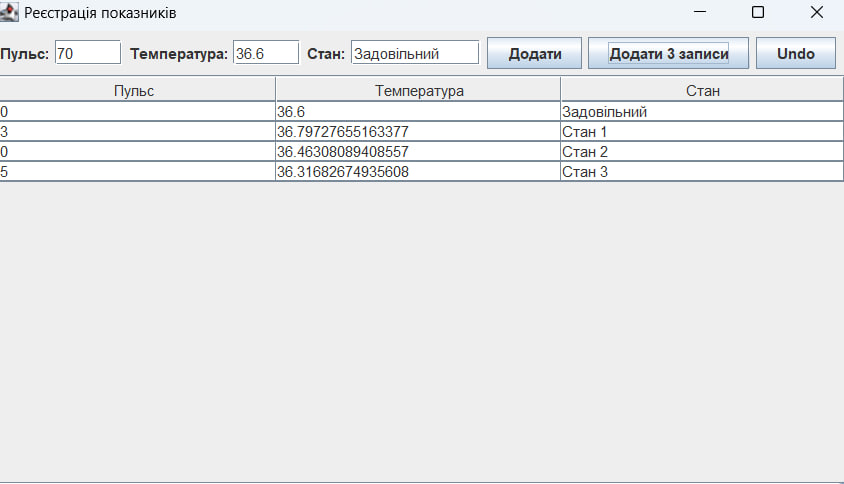 Реєстрація показників
Пульс: 70 Температура: 36.6 Стан: Задовільний Додати Додати 3 записи Undo
Пульс Температура Стан
0 36.6 Задовільний
3 36.79727655163377 Стан 1
0 36.46308089408557 Стан 2
5 36.31682674935608 Стан 3